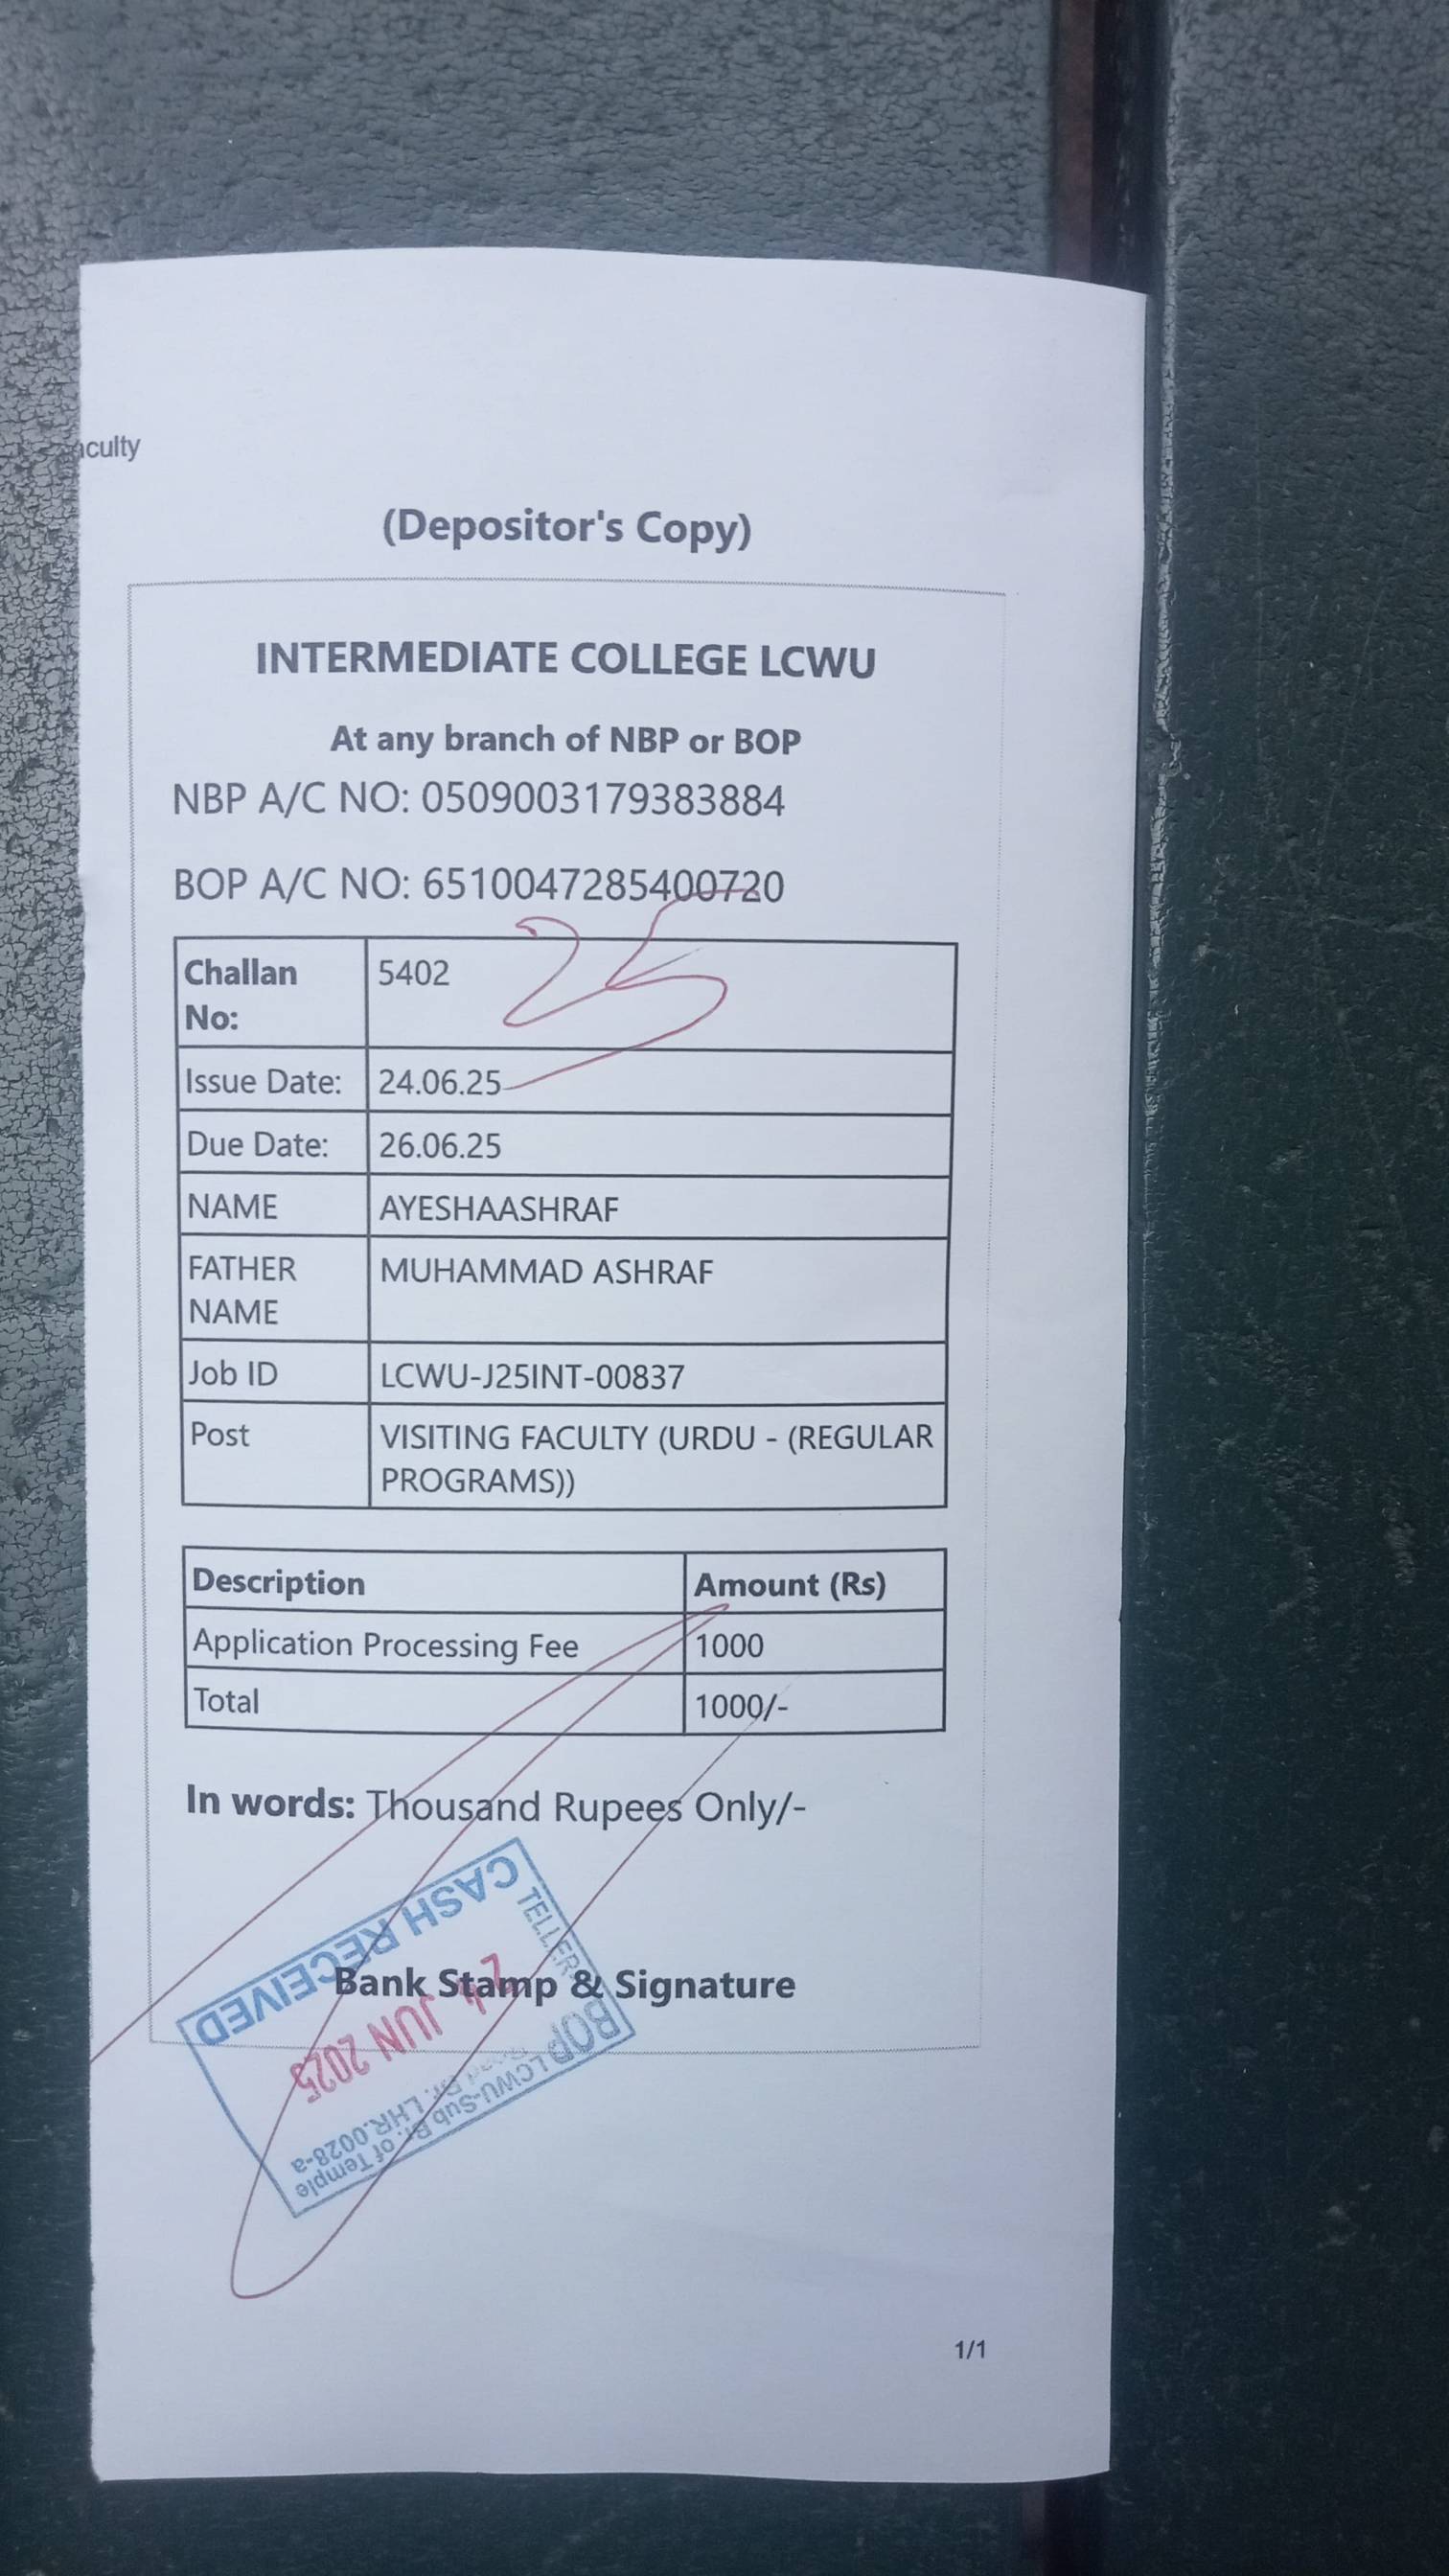 aculty
(Depositor's Copy)
INTERMEDIATE COLLEGE LCWU
At any branch of NBP or BOP
NBP A/C NO: 0509003179383884
BOP A/C NO: 6510047285400720
25
Challan No: 5402
Issue Date: 24.06.25
Due Date: 26.06.25
NAME AYESHAASHRAF
FATHER NAME MUHAMMAD ASHRAF
Job ID LCWU-J25INT-00837
Post VISITING FACULTY (URDU - (REGULAR PROGRAMS))
Description Amount (Rs)
Application Processing Fee 1000
Total 1000/-
In words: Thousand Rupees Only/-
Bank Stamp & Signature
CASH RECEIVED
TELLER
24 JUN 2025
BOP LCWU-Sub Br. of Temple
Road Br. LHR.0028-a
1/1